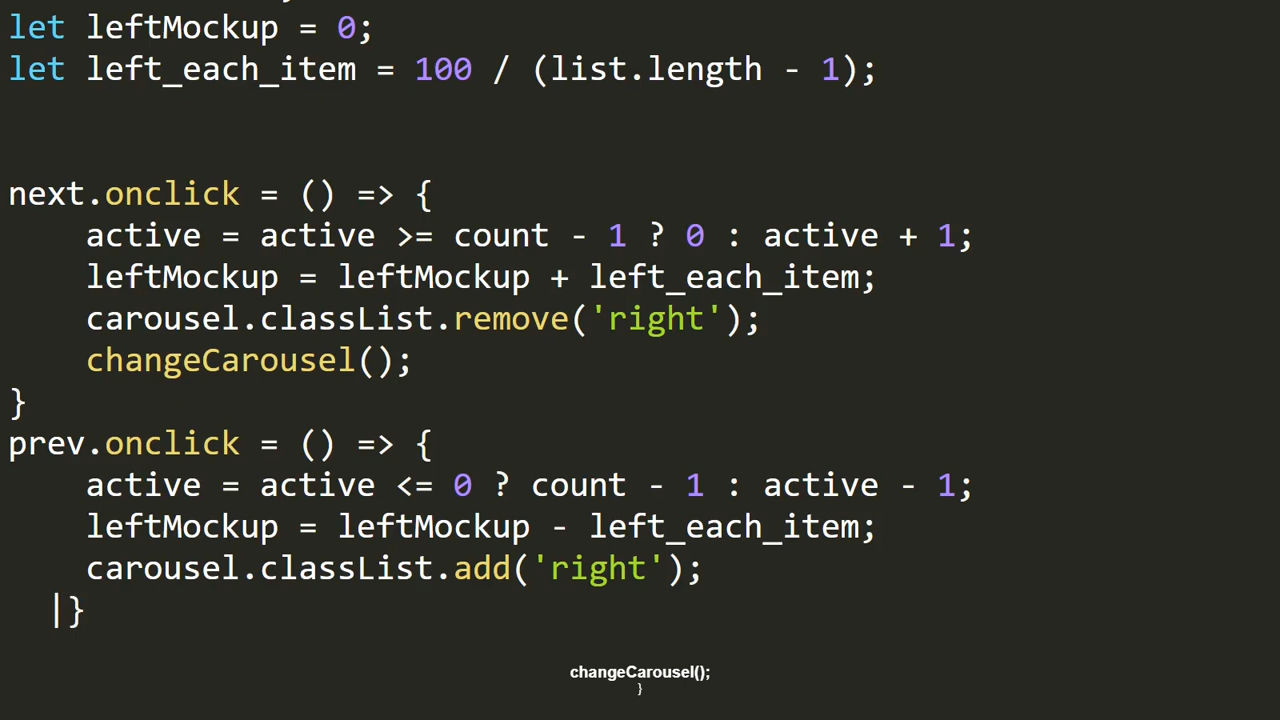 let leftMockup = 0;
let left_each_item = 100 / (list.length - 1);
next.onclick = () => {
    active = active >= count - 1 ? 0 : active + 1;
    leftMockup = leftMockup + left_each_item;
    carousel.classList.remove('right');
    changeCarousel();
}
prev.onclick = () => {
    active = active <= 0 ? count - 1 : active - 1;
    leftMockup = leftMockup - left_each_item;
    carousel.classList.add('right');
}
changeCarousel();
}